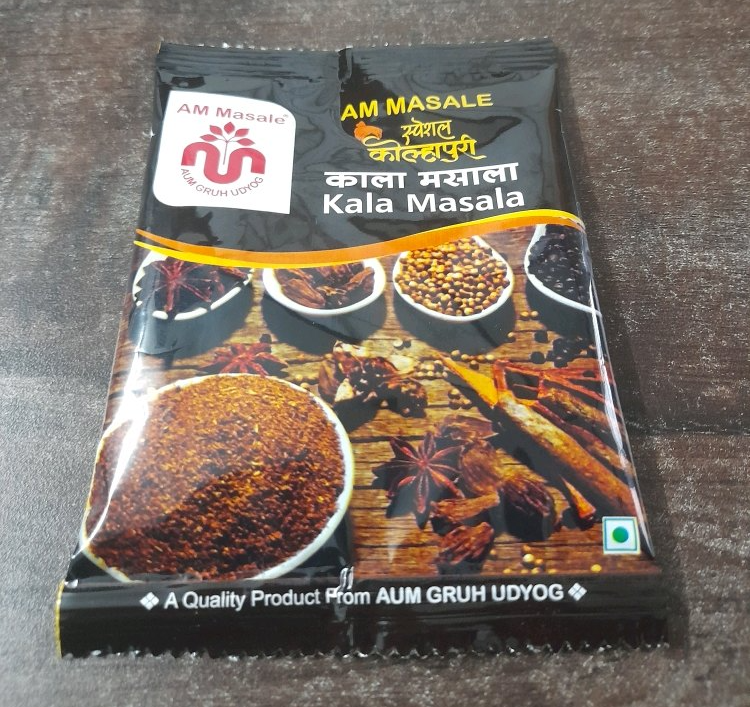 AM Masale®
AUM GRUH UDYOG
AM MASALE
स्पेशल
कोल्हापुरी
काला मसाला
Kala Masala
❖ A Quality Product From AUM GRUH UDYOG ❖